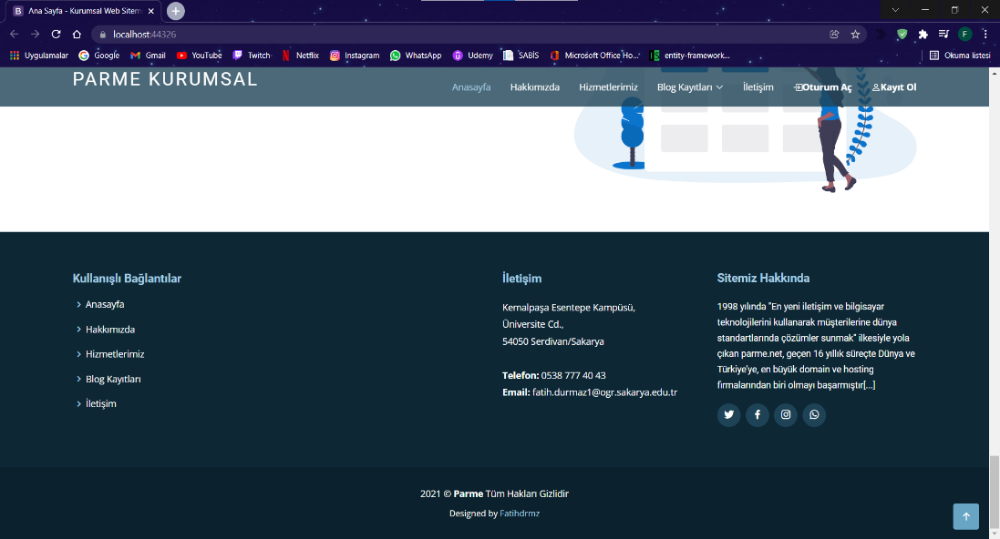 Ana Sayfa - Kurumsal Web Sitem
localhost:44326
F
Uygulamalar
Google
Gmail
YouTube
Twitch
Netflix
Instagram
WhatsApp
Udemy
SABİS
Microsoft Office Ho...
entity-framework...
Okuma listesi
PARME KURUMSAL
Anasayfa
Hakkımızda
Hizmetlerimiz
Blog Kayıtları
İletişim
Oturum Aç
Kayıt Ol
Kullanışlı Bağlantılar
Anasayfa
Hakkımızda
Hizmetlerimiz
Blog Kayıtları
İletişim
İletişim
Kemalpaşa Esentepe Kampüsü,
Üniversite Cd.,
54050 Serdivan/Sakarya
Telefon: 0538 777 40 43
Email: fatih.durmaz1@ogr.sakarya.edu.tr
Sitemiz Hakkında
1998 yılında "En yeni iletişim ve bilgisayar
teknolojilerini kullanarak müşterilerine dünya
standartlarında çözümler sunmak" ilkesiyle yola
çıkan parme.net, geçen 16 yıllık süreçte Dünya ve
Türkiye'ye, en büyük domain ve hosting
firmalarından biri olmayı başarmıştır[...]
2021 © Parme Tüm Hakları Gizlidir
Designed by Fatihdrmz